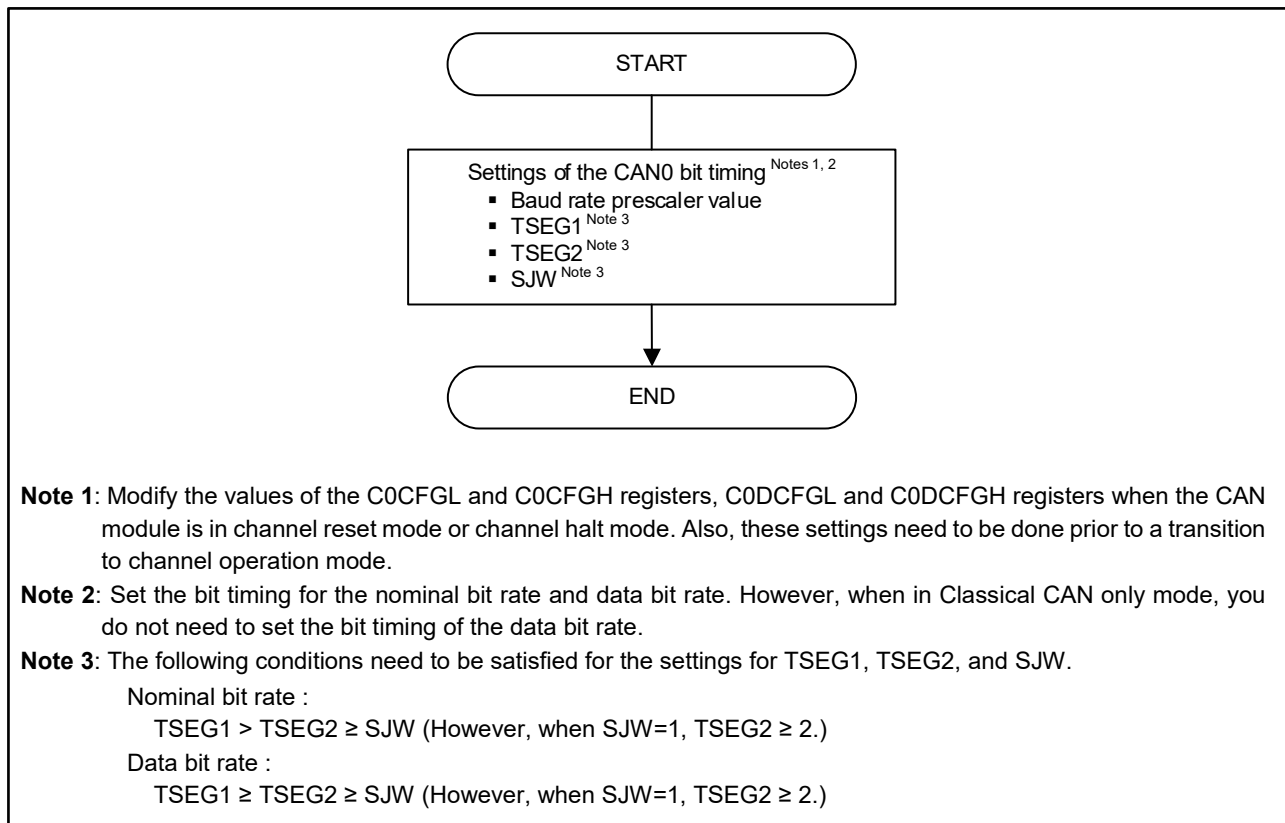 START
Settings of the CAN0 bit timing Notes 1, 2
▪ Baud rate prescaler value
▪ TSEG1 Note 3
▪ TSEG2 Note 3
▪ SJW Note 3
END
Note 1: Modify the values of the C0CFGL and C0CFGH registers, C0DCFGL and C0DCFGH registers when the CAN
module is in channel reset mode or channel halt mode. Also, these settings need to be done prior to a transition
to channel operation mode.
Note 2: Set the bit timing for the nominal bit rate and data bit rate. However, when in Classical CAN only mode, you
do not need to set the bit timing of the data bit rate.
Note 3: The following conditions need to be satisfied for the settings for TSEG1, TSEG2, and SJW.
Nominal bit rate :
TSEG1 > TSEG2 ≥ SJW (However, when SJW=1, TSEG2 ≥ 2.)
Data bit rate :
TSEG1 ≥ TSEG2 ≥ SJW (However, when SJW=1, TSEG2 ≥ 2.)